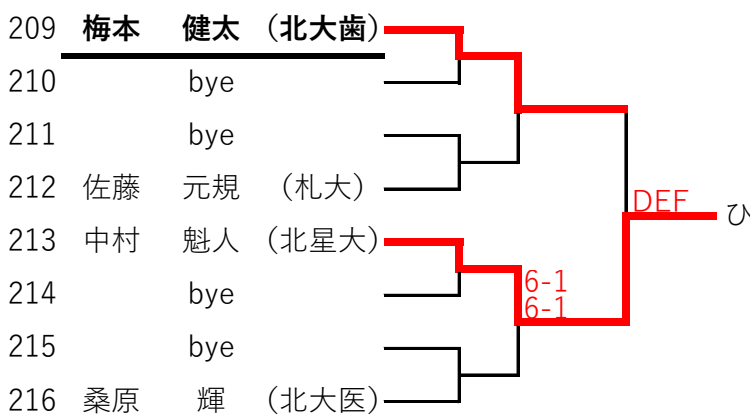 209 梅本 健太 (北大歯)
210 bye
211 bye
212 佐藤 元規 (札大)
DEF
ひ
213 中村 魁人 (北星大)
214 bye
6-1
6-1
215 bye
216 桑原 輝 (北大医)